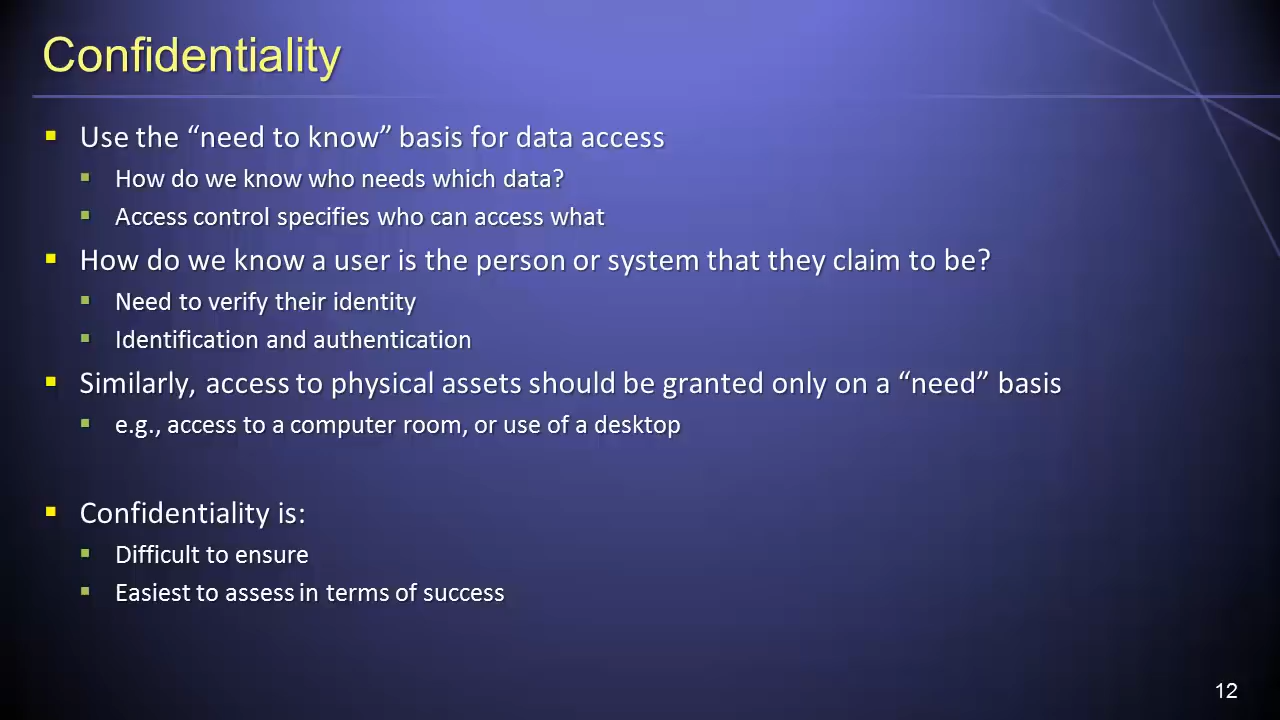 Confidentiality
Use the “need to know” basis for data access
How do we know who needs which data?
Access control specifies who can access what
How do we know a user is the person or system that they claim to be?
Need to verify their identity
Identification and authentication
Similarly, access to physical assets should be granted only on a “need” basis
e.g., access to a computer room, or use of a desktop
Confidentiality is:
Difficult to ensure
Easiest to assess in terms of success
12